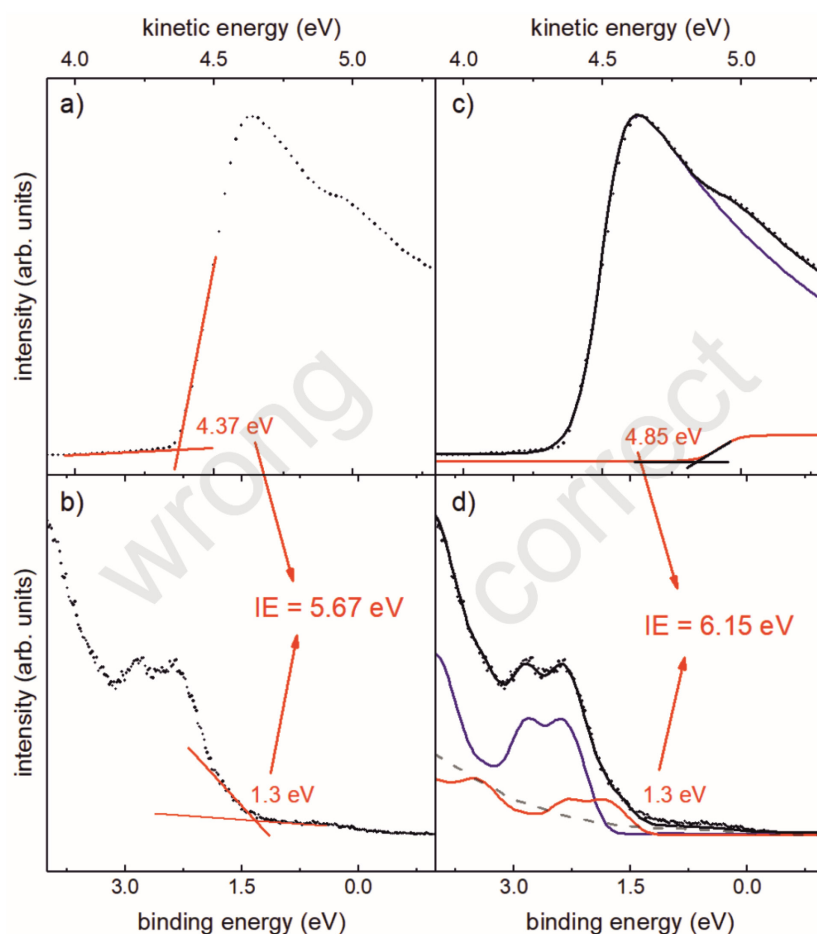 kinetic energy (eV)
kinetic energy (eV)
4.0
4.5
5.0
4.0
4.5
5.0
a)
c)
intensity (arb. units)
intensity (arb. units)
wrong
correct
4.37 eV
4.85 eV
b)
d)
IE = 5.67 eV
IE = 6.15 eV
1.3 eV
1.3 eV
3.0
1.5
0.0
3.0
1.5
0.0
binding energy (eV)
binding energy (eV)